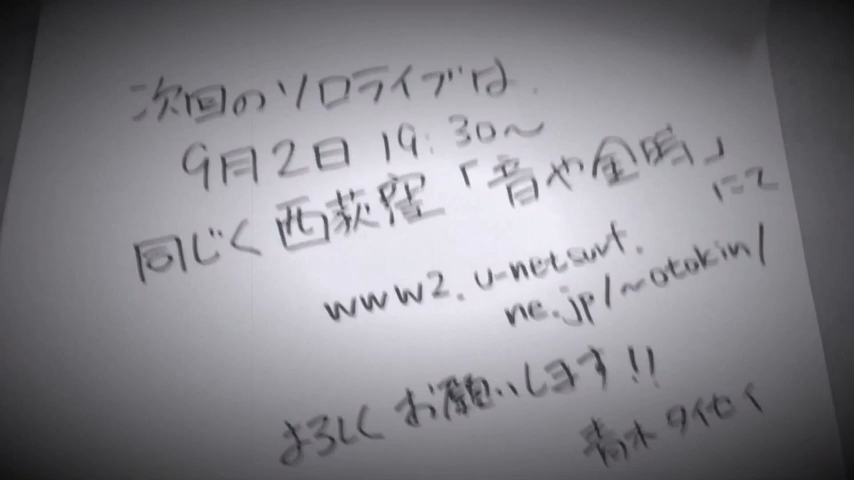 次回のソロライブは
9月2日 19:30〜
同じく西荻窪「音や金時」
にて
www2.u-netsurf.
ne.jp/~otokin/
よろしくお願いします!!
青木タイセイ